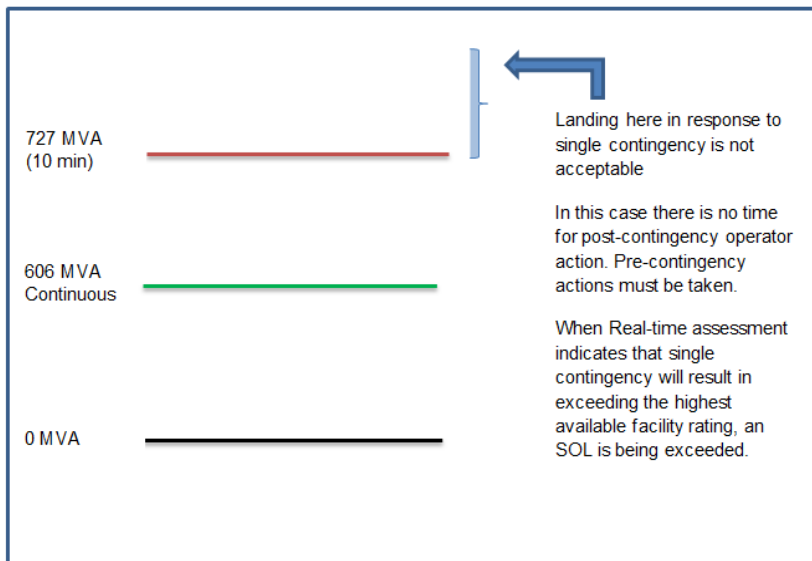 727 MVA
(10 min)
606 MVA
Continuous
0 MVA
Landing here in response to
single contingency is not
acceptable
In this case there is no time
for post-contingency operator
action. Pre-contingency
actions must be taken.
When Real-time assessment
indicates that single
contingency will result in
exceeding the highest
available facility rating, an
SOL is being exceeded.